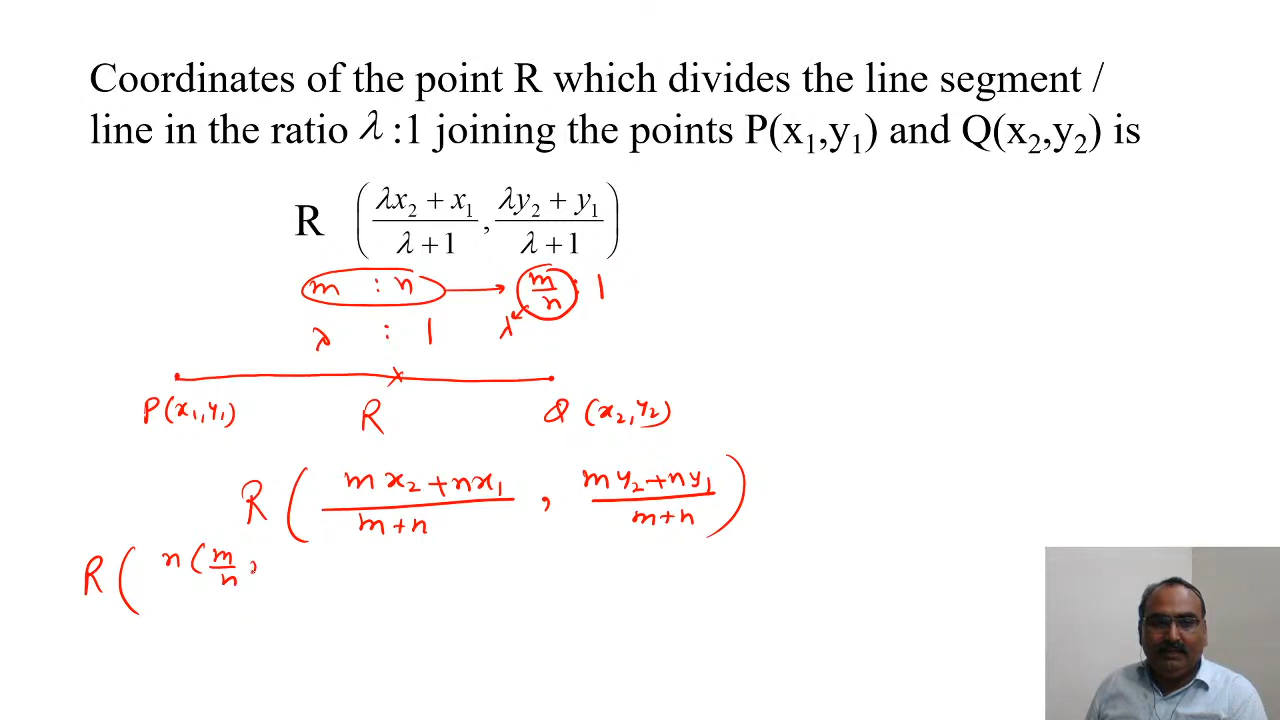 Coordinates of the point R which divides the line segment /
line in the ratio λ :1 joining the points P(x₁,y₁) and Q(x₂,y₂) is
R ( (λx₂ + x₁)/(λ + 1) , (λy₂ + y₁)/(λ + 1) )
m : n → m/n : 1
λ : 1 λ
P(x₁,y₁) R Q (x₂,y₂)
R ( (mx₂+nx₁)/(m+n) , (my₂+ny₁)/(m+n) )
R ( n ( m/n